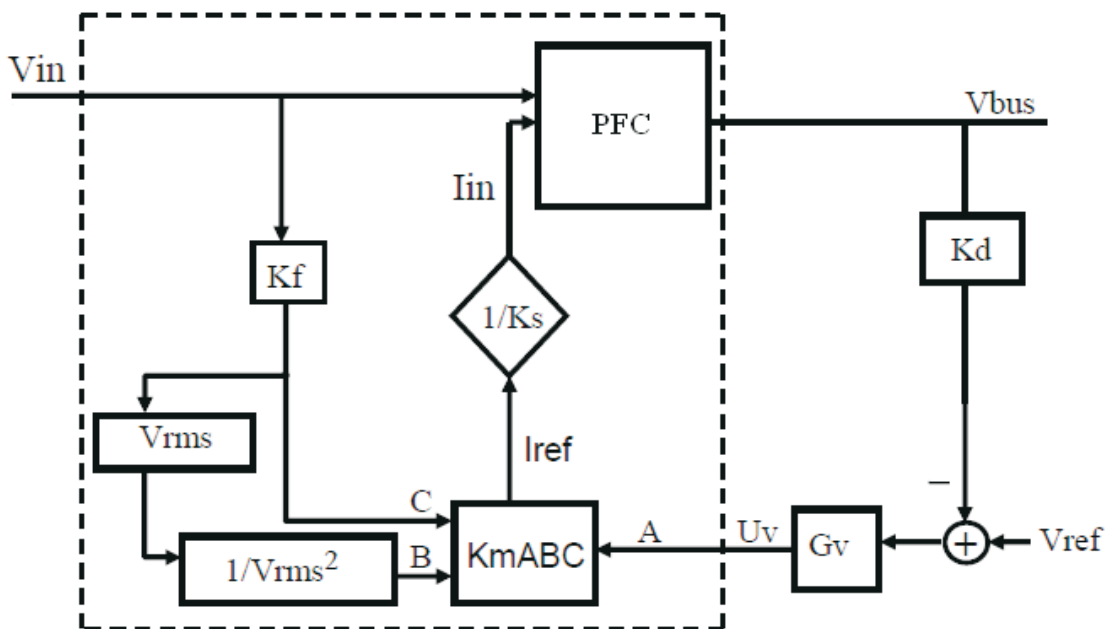 Vin
PFC
Vbus
Iin
Kd
Kf
1/Ks
Vrms
Iref
C
–
A
Uv
Gv
+
Vref
KmABC
B
1/Vrms²